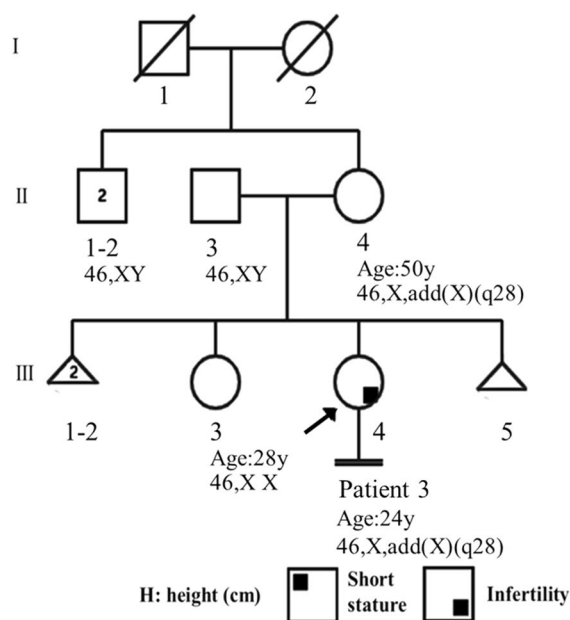 I
1
2
II
2
1-2
46,XY
3
46,XY
4
Age:50y
46,X,add(X)(q28)
III
2
1-2
3
Age:28y
46,X X
4
5
Patient 3
Age:24y
46,X,add(X)(q28)
H: height (cm)
Short
stature
Infertility